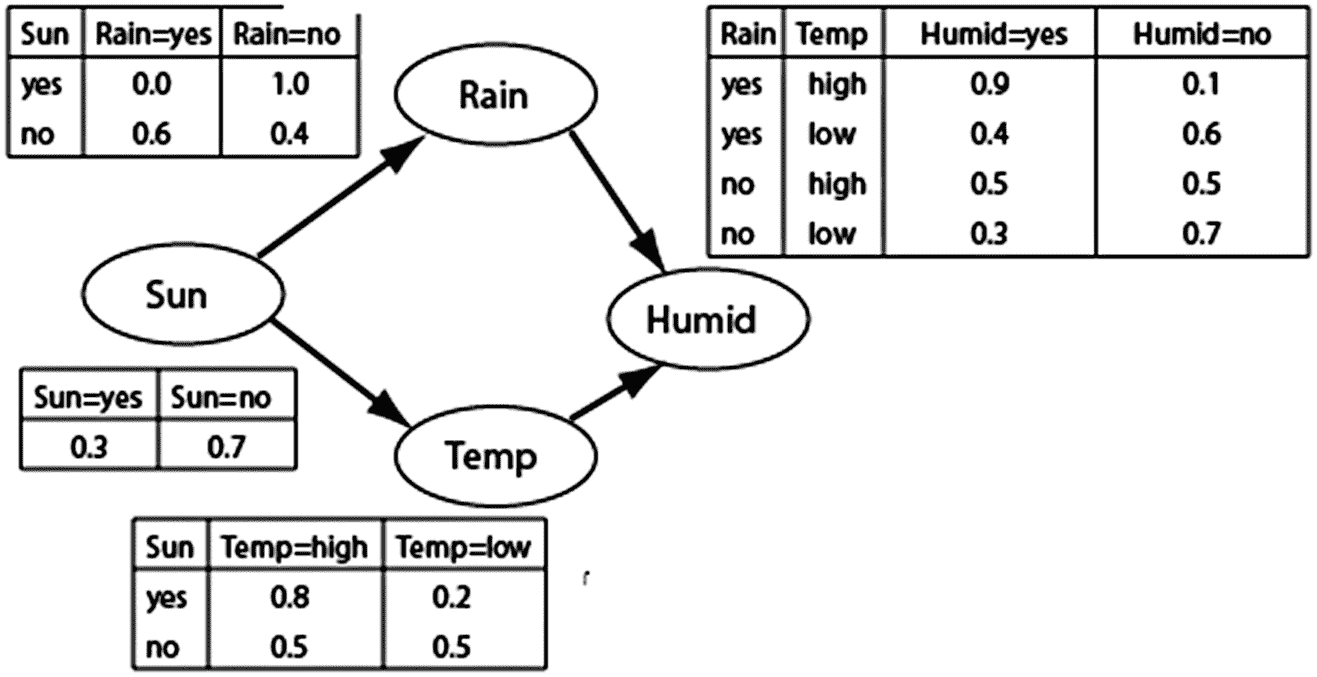 Sun Rain=yes Rain=no
yes 0.0 1.0
no 0.6 0.4
Rain
Rain Temp Humid=yes Humid=no
yes high 0.9 0.1
yes low 0.4 0.6
no high 0.5 0.5
no low 0.3 0.7
Sun
Humid
Sun=yes Sun=no
0.3 0.7
Temp
Sun Temp=high Temp=low
yes 0.8 0.2
no 0.5 0.5